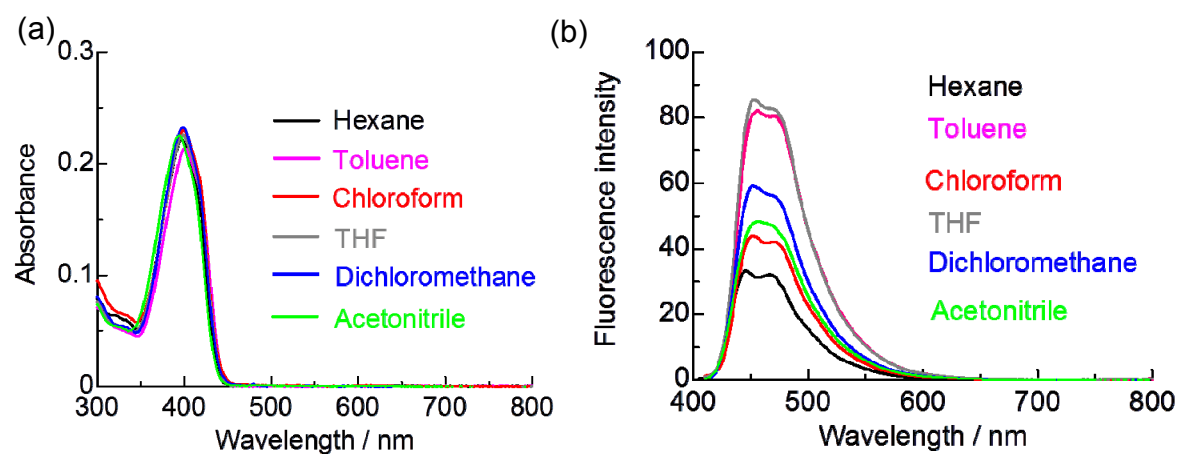 (a)
0.3
0.2
0.1
0
Absorbance
Hexane
Toluene
Chloroform
THF
Dichloromethane
Acetonitrile
300 400 500 600 700 800
Wavelength / nm
(b)
100
80
60
40
20
0
Fluorescence intensity
Hexane
Toluene
Chloroform
THF
Dichloromethane
Acetonitrile
400 500 600 700 800
Wavelength / nm